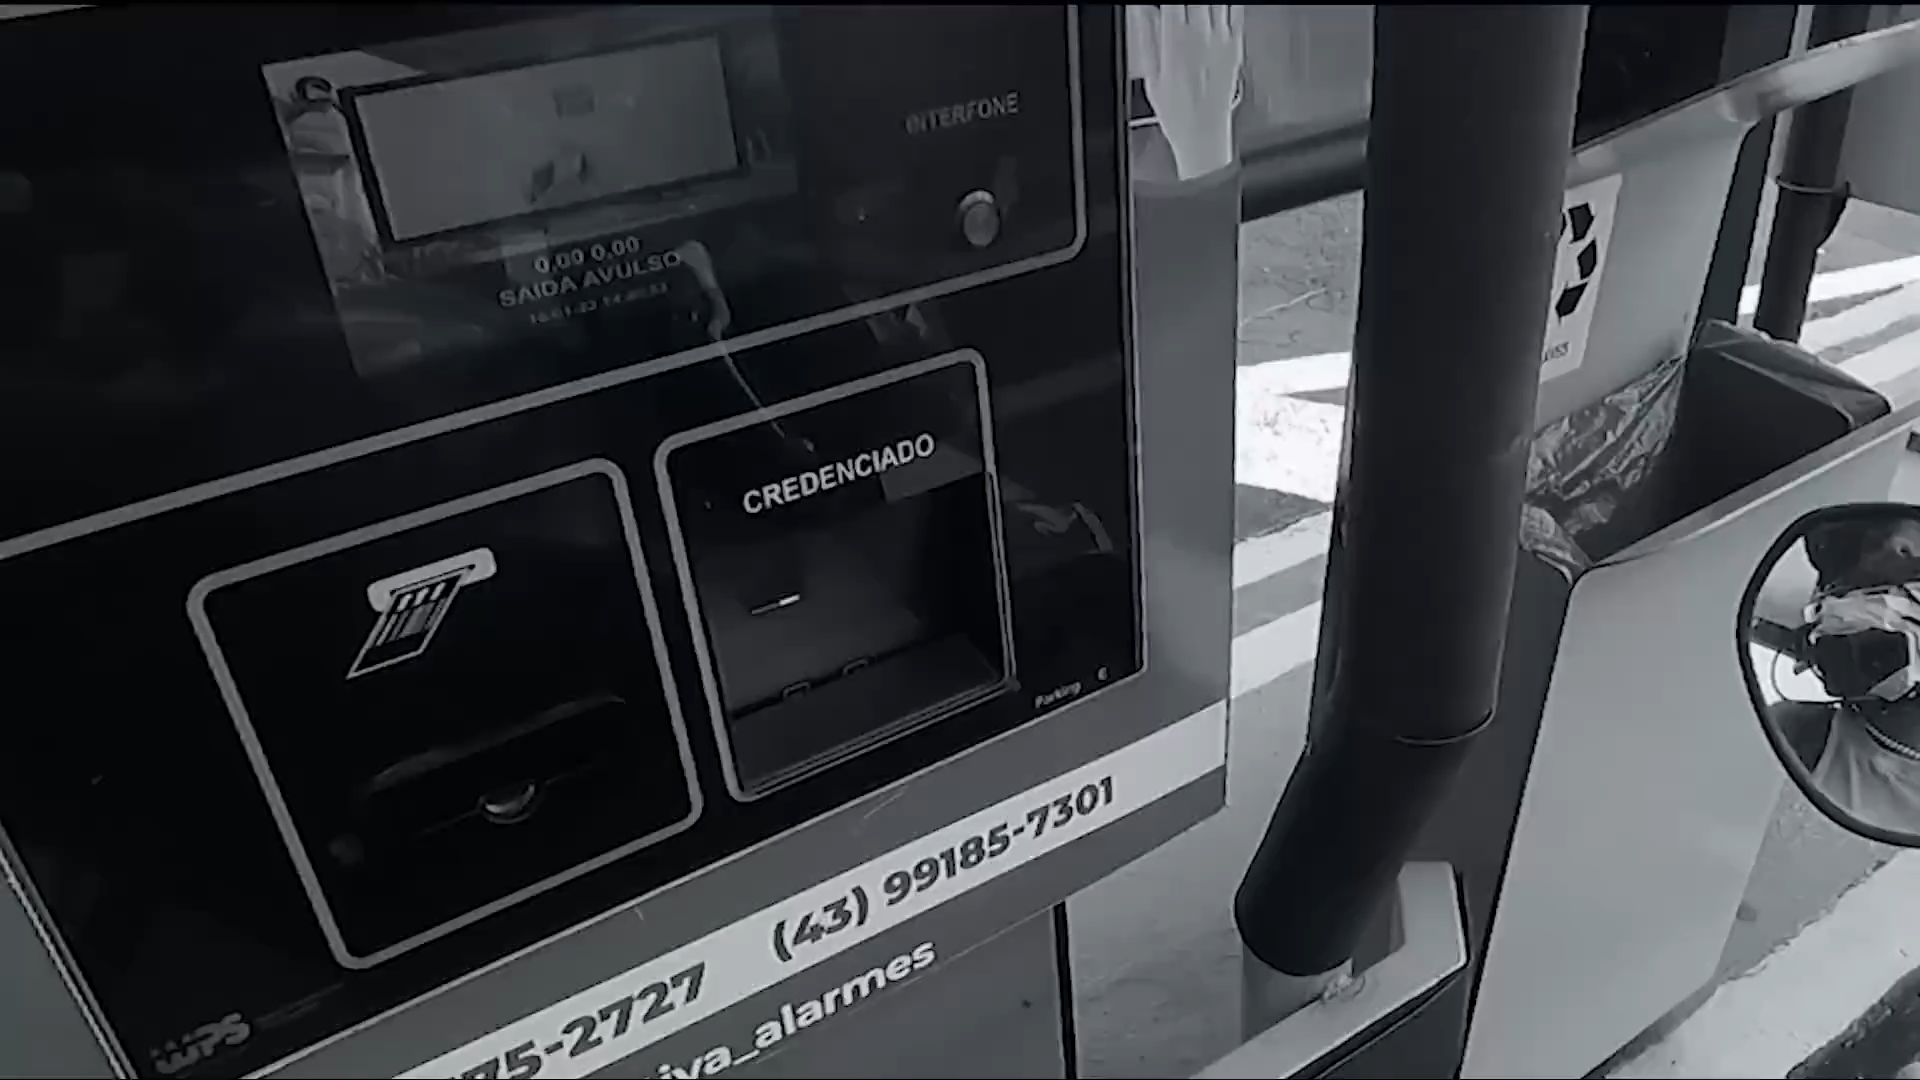 INTERFONE
0,00 0,00
SAIDA AVULSO
CREDENCIADO
Parking
(43) 99185-7301
75-2727
iva_alarmes
WPS